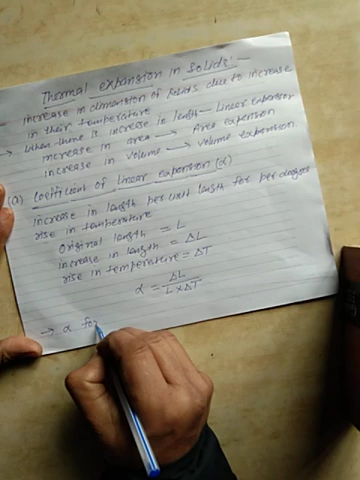 Thermal expansion in solids :-
– increase in dimension of solids due to increase
in their temperature
→ When there is increase in length — Linear expansion
increase in area → Area expansion
increase in volume → volume expansion
(a) Coefficient of linear expansion (α)
increase in length per unit length for per degree
rise in temperature
Original length = L
increase in length = ΔL
rise in temperature = ΔT
α = ΔL / L×ΔT
→ α for